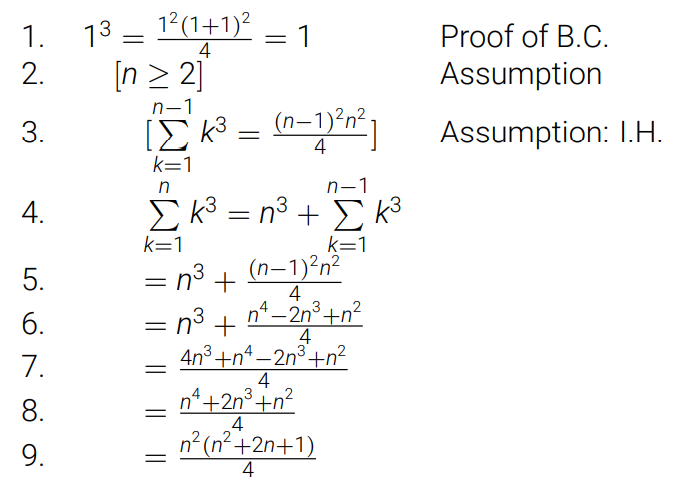 1. 1³ = 1²(1+1)²/4 = 1 Proof of B.C.
2. [n ≥ 2] Assumption
3. [∑_{k=1}^{n−1} k³ = (n−1)²n²/4] Assumption: I.H.
4. ∑_{k=1}^{n} k³ = n³ + ∑_{k=1}^{n−1} k³
5. = n³ + (n−1)²n²/4
6. = n³ + (n⁴−2n³+n²)/4
7. = (4n³+n⁴−2n³+n²)/4
8. = (n⁴+2n³+n²)/4
9. = n²(n²+2n+1)/4